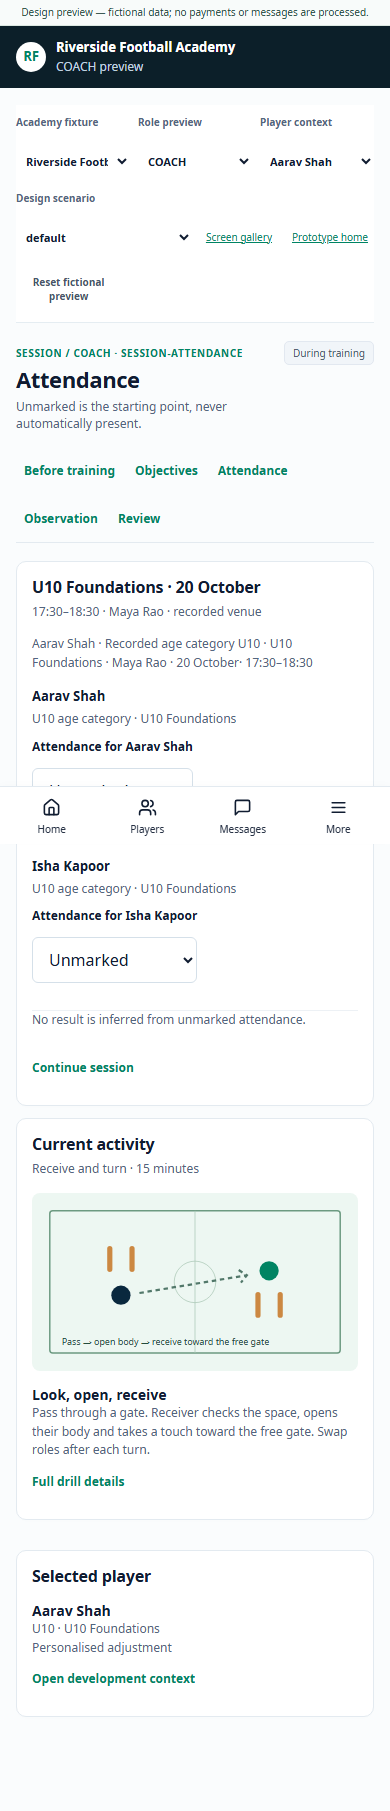 Design preview — fictional data; no payments or messages are processed.
RF
Riverside Football Academy
COACH preview
Academy fixture
Role preview
Player context
Riverside Footb
COACH
Aarav Shah
Design scenario
default
Screen gallery
Prototype home
Reset fictional
preview
SESSION / COACH · SESSION-ATTENDANCE
During training
Attendance
Unmarked is the starting point, never
automatically present.
Before training
Objectives
Attendance
Observation
Review
U10 Foundations · 20 October
17:30–18:30 · Maya Rao · recorded venue
Aarav Shah · Recorded age category U10 · U10
Foundations · Maya Rao · 20 October· 17:30–18:30
Aarav Shah
U10 age category · U10 Foundations
Attendance for Aarav Shah
Home
Players
Messages
More
Isha Kapoor
U10 age category · U10 Foundations
Attendance for Isha Kapoor
Unmarked
No result is inferred from unmarked attendance.
Continue session
Current activity
Receive and turn · 15 minutes
Pass → open body → receive toward the free gate
Look, open, receive
Pass through a gate. Receiver checks the space, opens
their body and takes a touch toward the free gate. Swap
roles after each turn.
Full drill details
Selected player
Aarav Shah
U10 · U10 Foundations
Personalised adjustment
Open development context